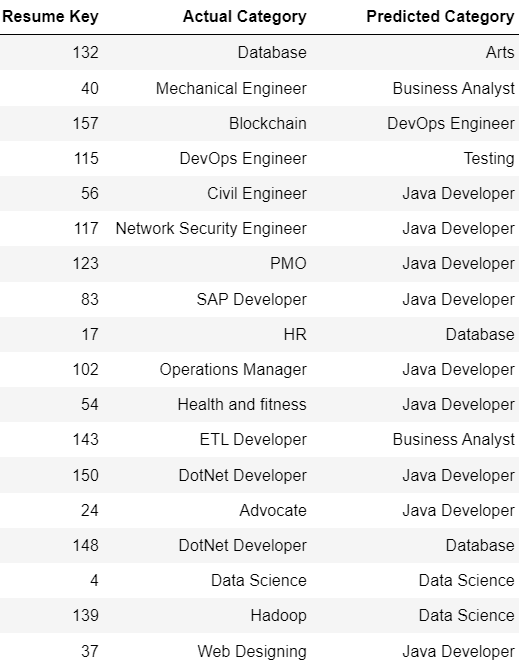 Resume Key Actual Category Predicted Category
132 Database Arts
40 Mechanical Engineer Business Analyst
157 Blockchain DevOps Engineer
115 DevOps Engineer Testing
56 Civil Engineer Java Developer
117 Network Security Engineer Java Developer
123 PMO Java Developer
83 SAP Developer Java Developer
17 HR Database
102 Operations Manager Java Developer
54 Health and fitness Java Developer
143 ETL Developer Business Analyst
150 DotNet Developer Java Developer
24 Advocate Java Developer
148 DotNet Developer Database
4 Data Science Data Science
139 Hadoop Data Science
37 Web Designing Java Developer